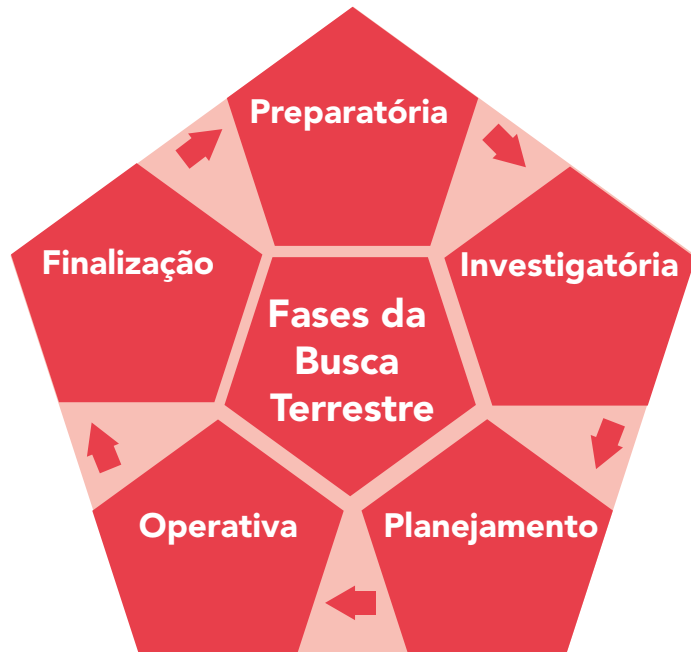 Preparatória
Investigatória
Planejamento
Operativa
Finalização
Fases da
Busca
Terrestre